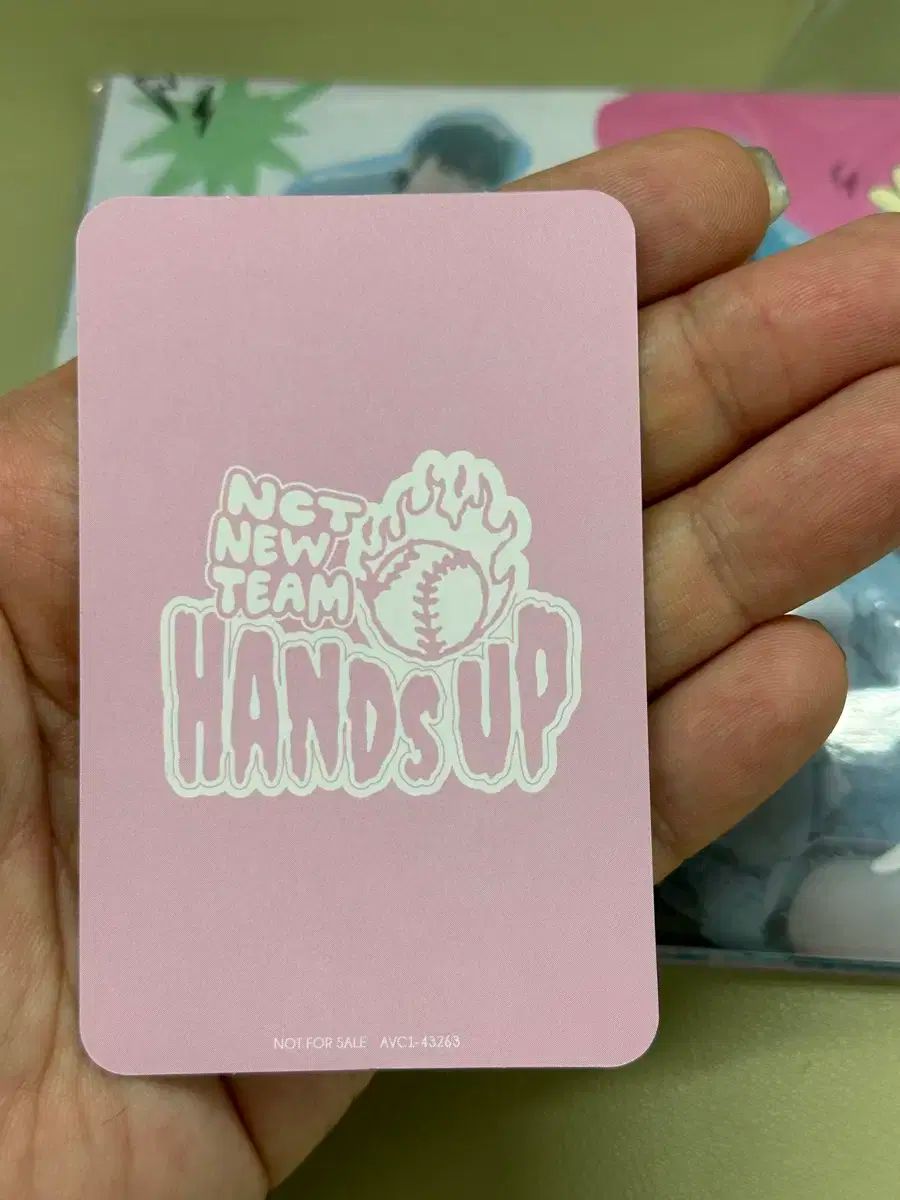 NCT
NEW
TEAM
HANDS UP
NOT FOR SALE AVC1-43263